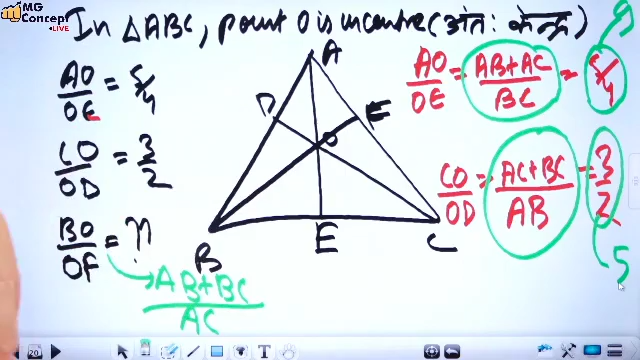 MG Concept LIVE
In △ABC, point O is incentre (अंतः केन्द्र)
AO/OE = 5/4
CO/OD = 3/2
BO/OF = ?
AB+BC/AC
A
D
E
O
B
E
C
AO/OE = AB+AC/BC = 5/4
9
CO/OD = AC+BC/AB = 3/2
5
20
T